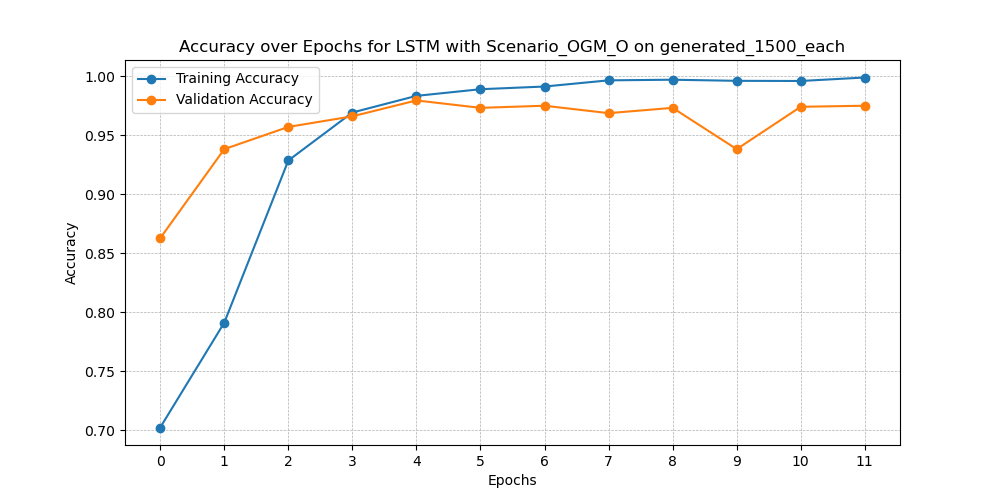 Accuracy over Epochs for LSTM with Scenario_OGM_O on generated_1500_each
Training Accuracy
Validation Accuracy
Accuracy
1.00
0.95
0.90
0.85
0.80
0.75
0.70
0 1 2 3 4 5 6 7 8 9 10 11
Epochs